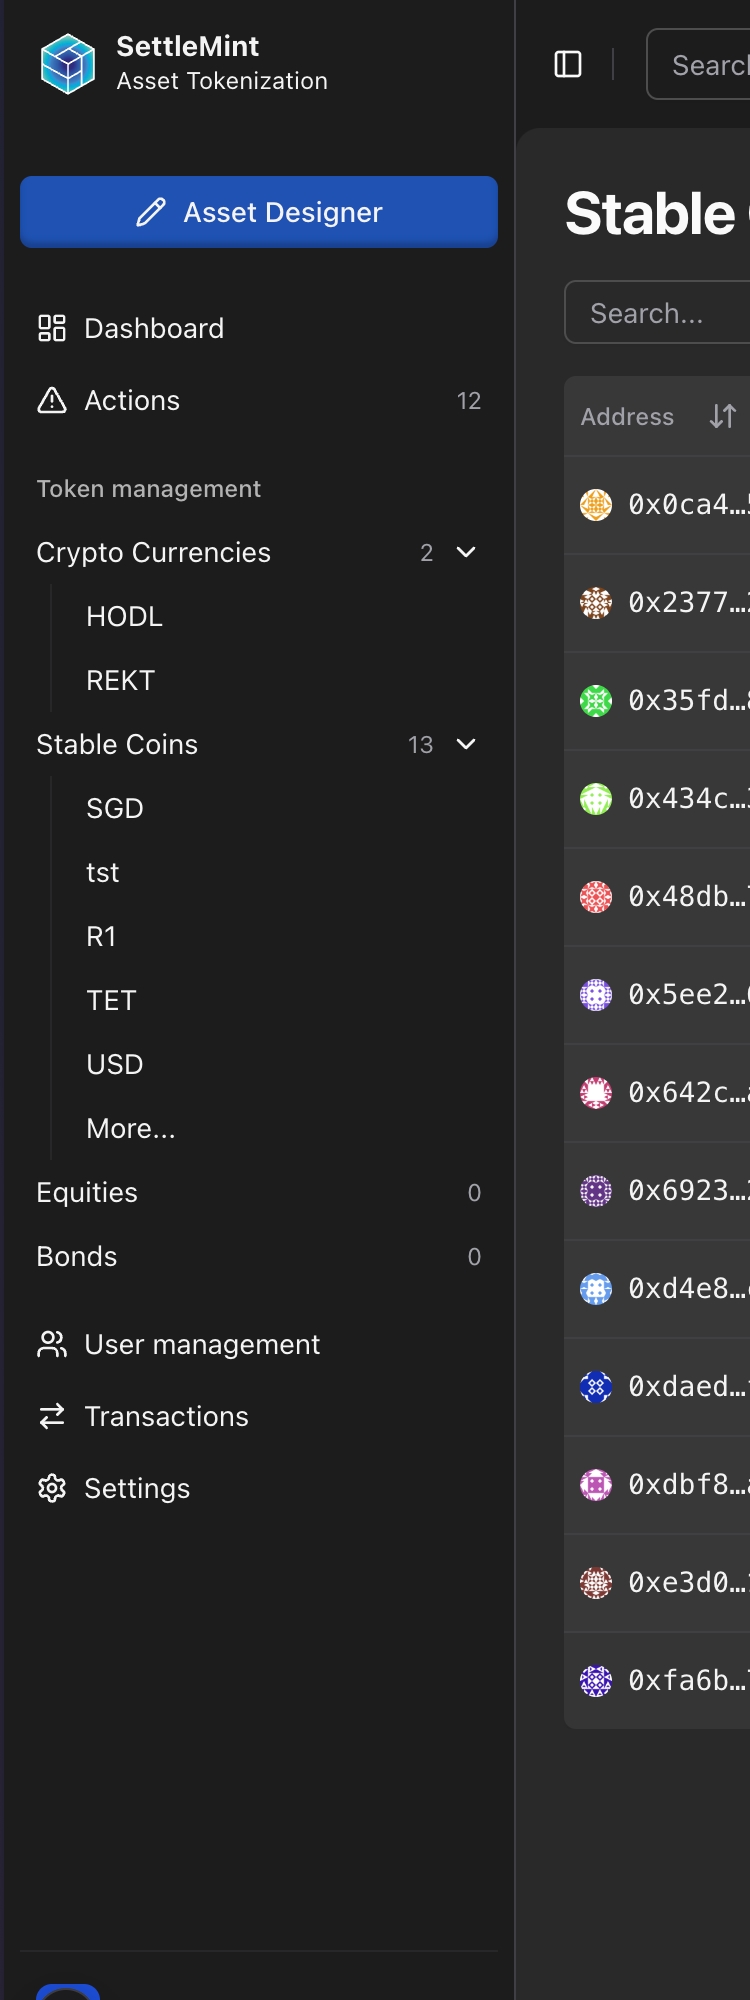 SettleMint
Asset Tokenization
Asset Designer
Dashboard
Actions 12
Token management
Crypto Currencies 2
HODL
REKT
Stable Coins 13
SGD
tst
R1
TET
USD
More...
Equities 0
Bonds 0
User management
Transactions
Settings
Stable
Search...
Address
0x0ca4…
0x2377…
0x35fd…
0x434c…
0x48db…
0x5ee2…
0x642c…
0x6923…
0xd4e8…
0xdaed…
0xdbf8…
0xe3d0…
0xfa6b…